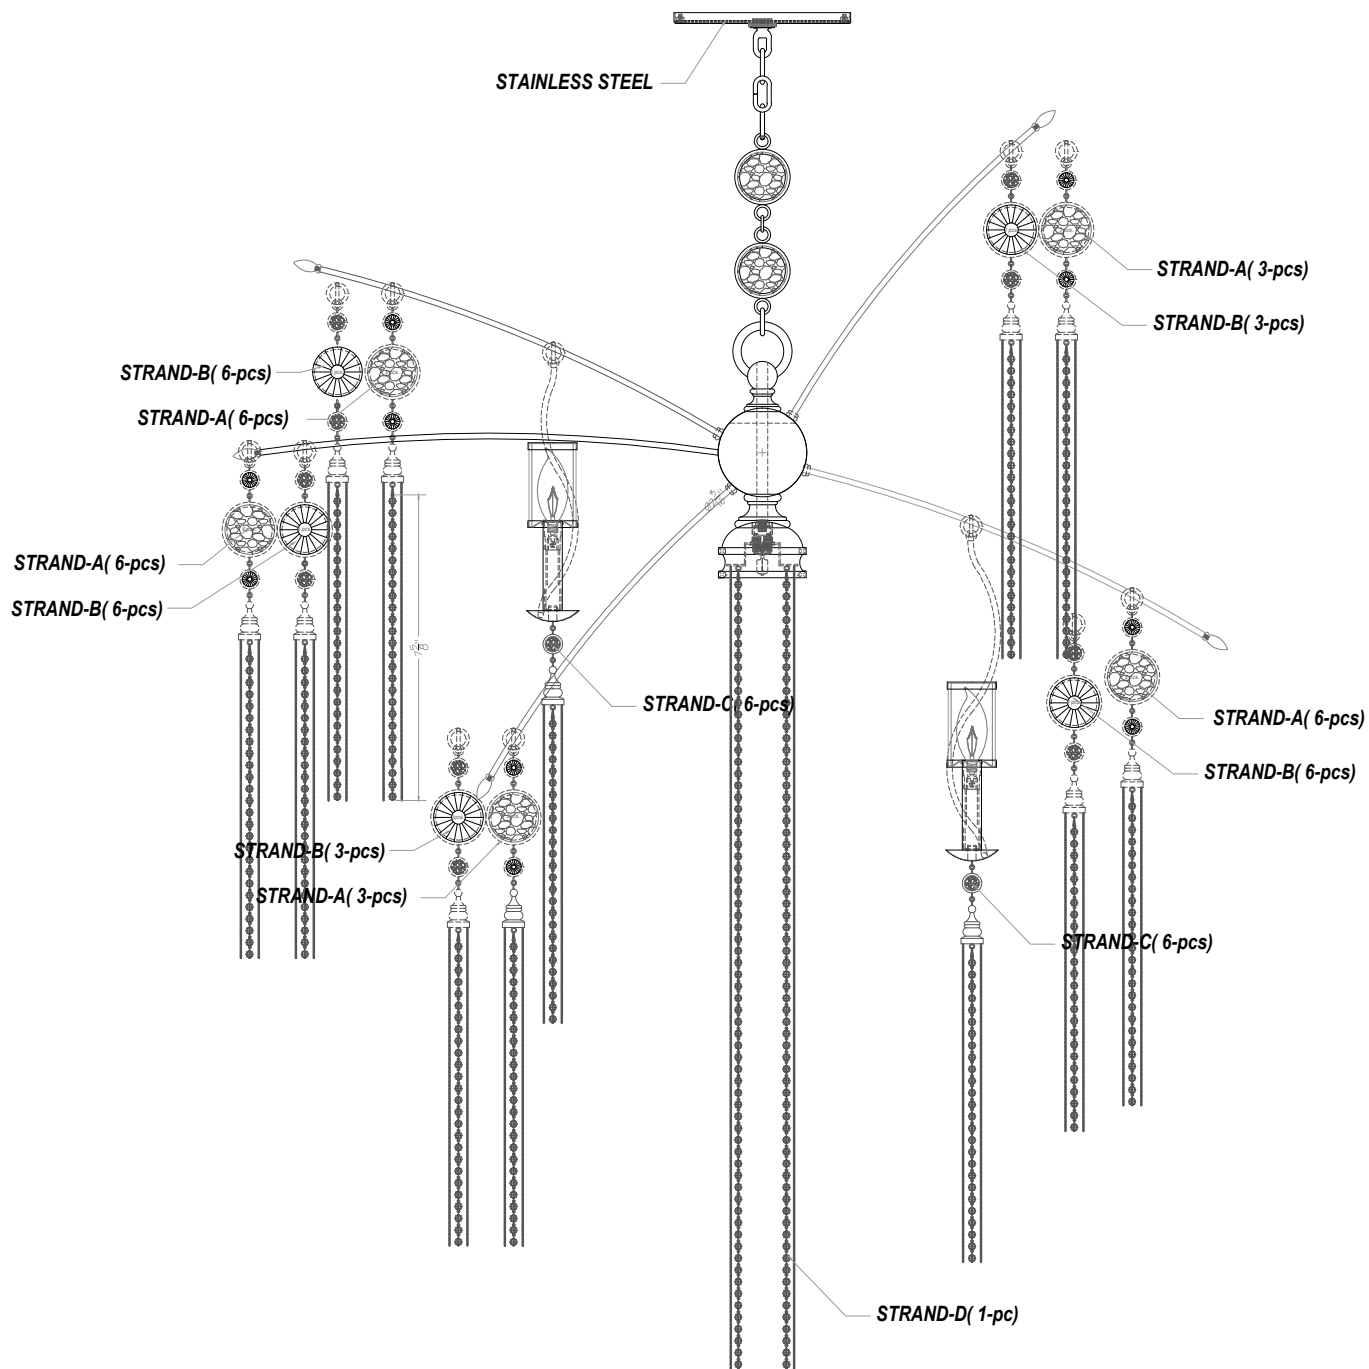 STAINLESS STEEL
STRAND-A( 3-pcs)
STRAND-B( 3-pcs)
STRAND-B( 6-pcs)
STRAND-A( 6-pcs)
STRAND-A( 6-pcs)
STRAND-B( 6-pcs)
STRAND-C( 6-pcs)
STRAND-A( 6-pcs)
STRAND-B( 6-pcs)
STRAND-B( 3-pcs)
STRAND-A( 3-pcs)
STRAND-C( 6-pcs)
STRAND-D( 1-pc)